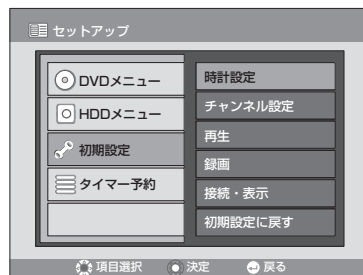 セットアップ
DVDメニュー
HDDメニュー
初期設定
タイマー予約
時計設定
チャンネル設定
再生
録画
接続・表示
初期設定に戻す
項目選択 決定 戻る